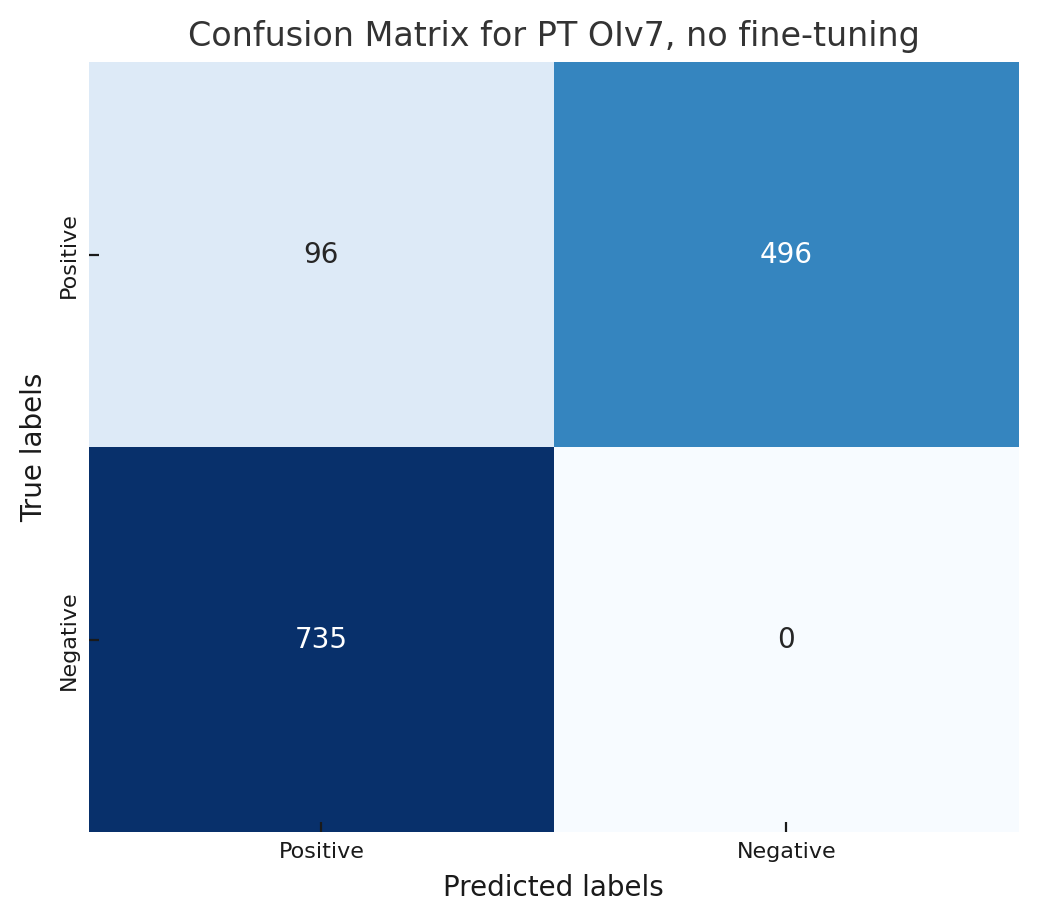 Confusion Matrix for PT OIv7, no fine-tuning
True labels
Positive
96
496
Negative
735
0
Positive
Negative
Predicted labels